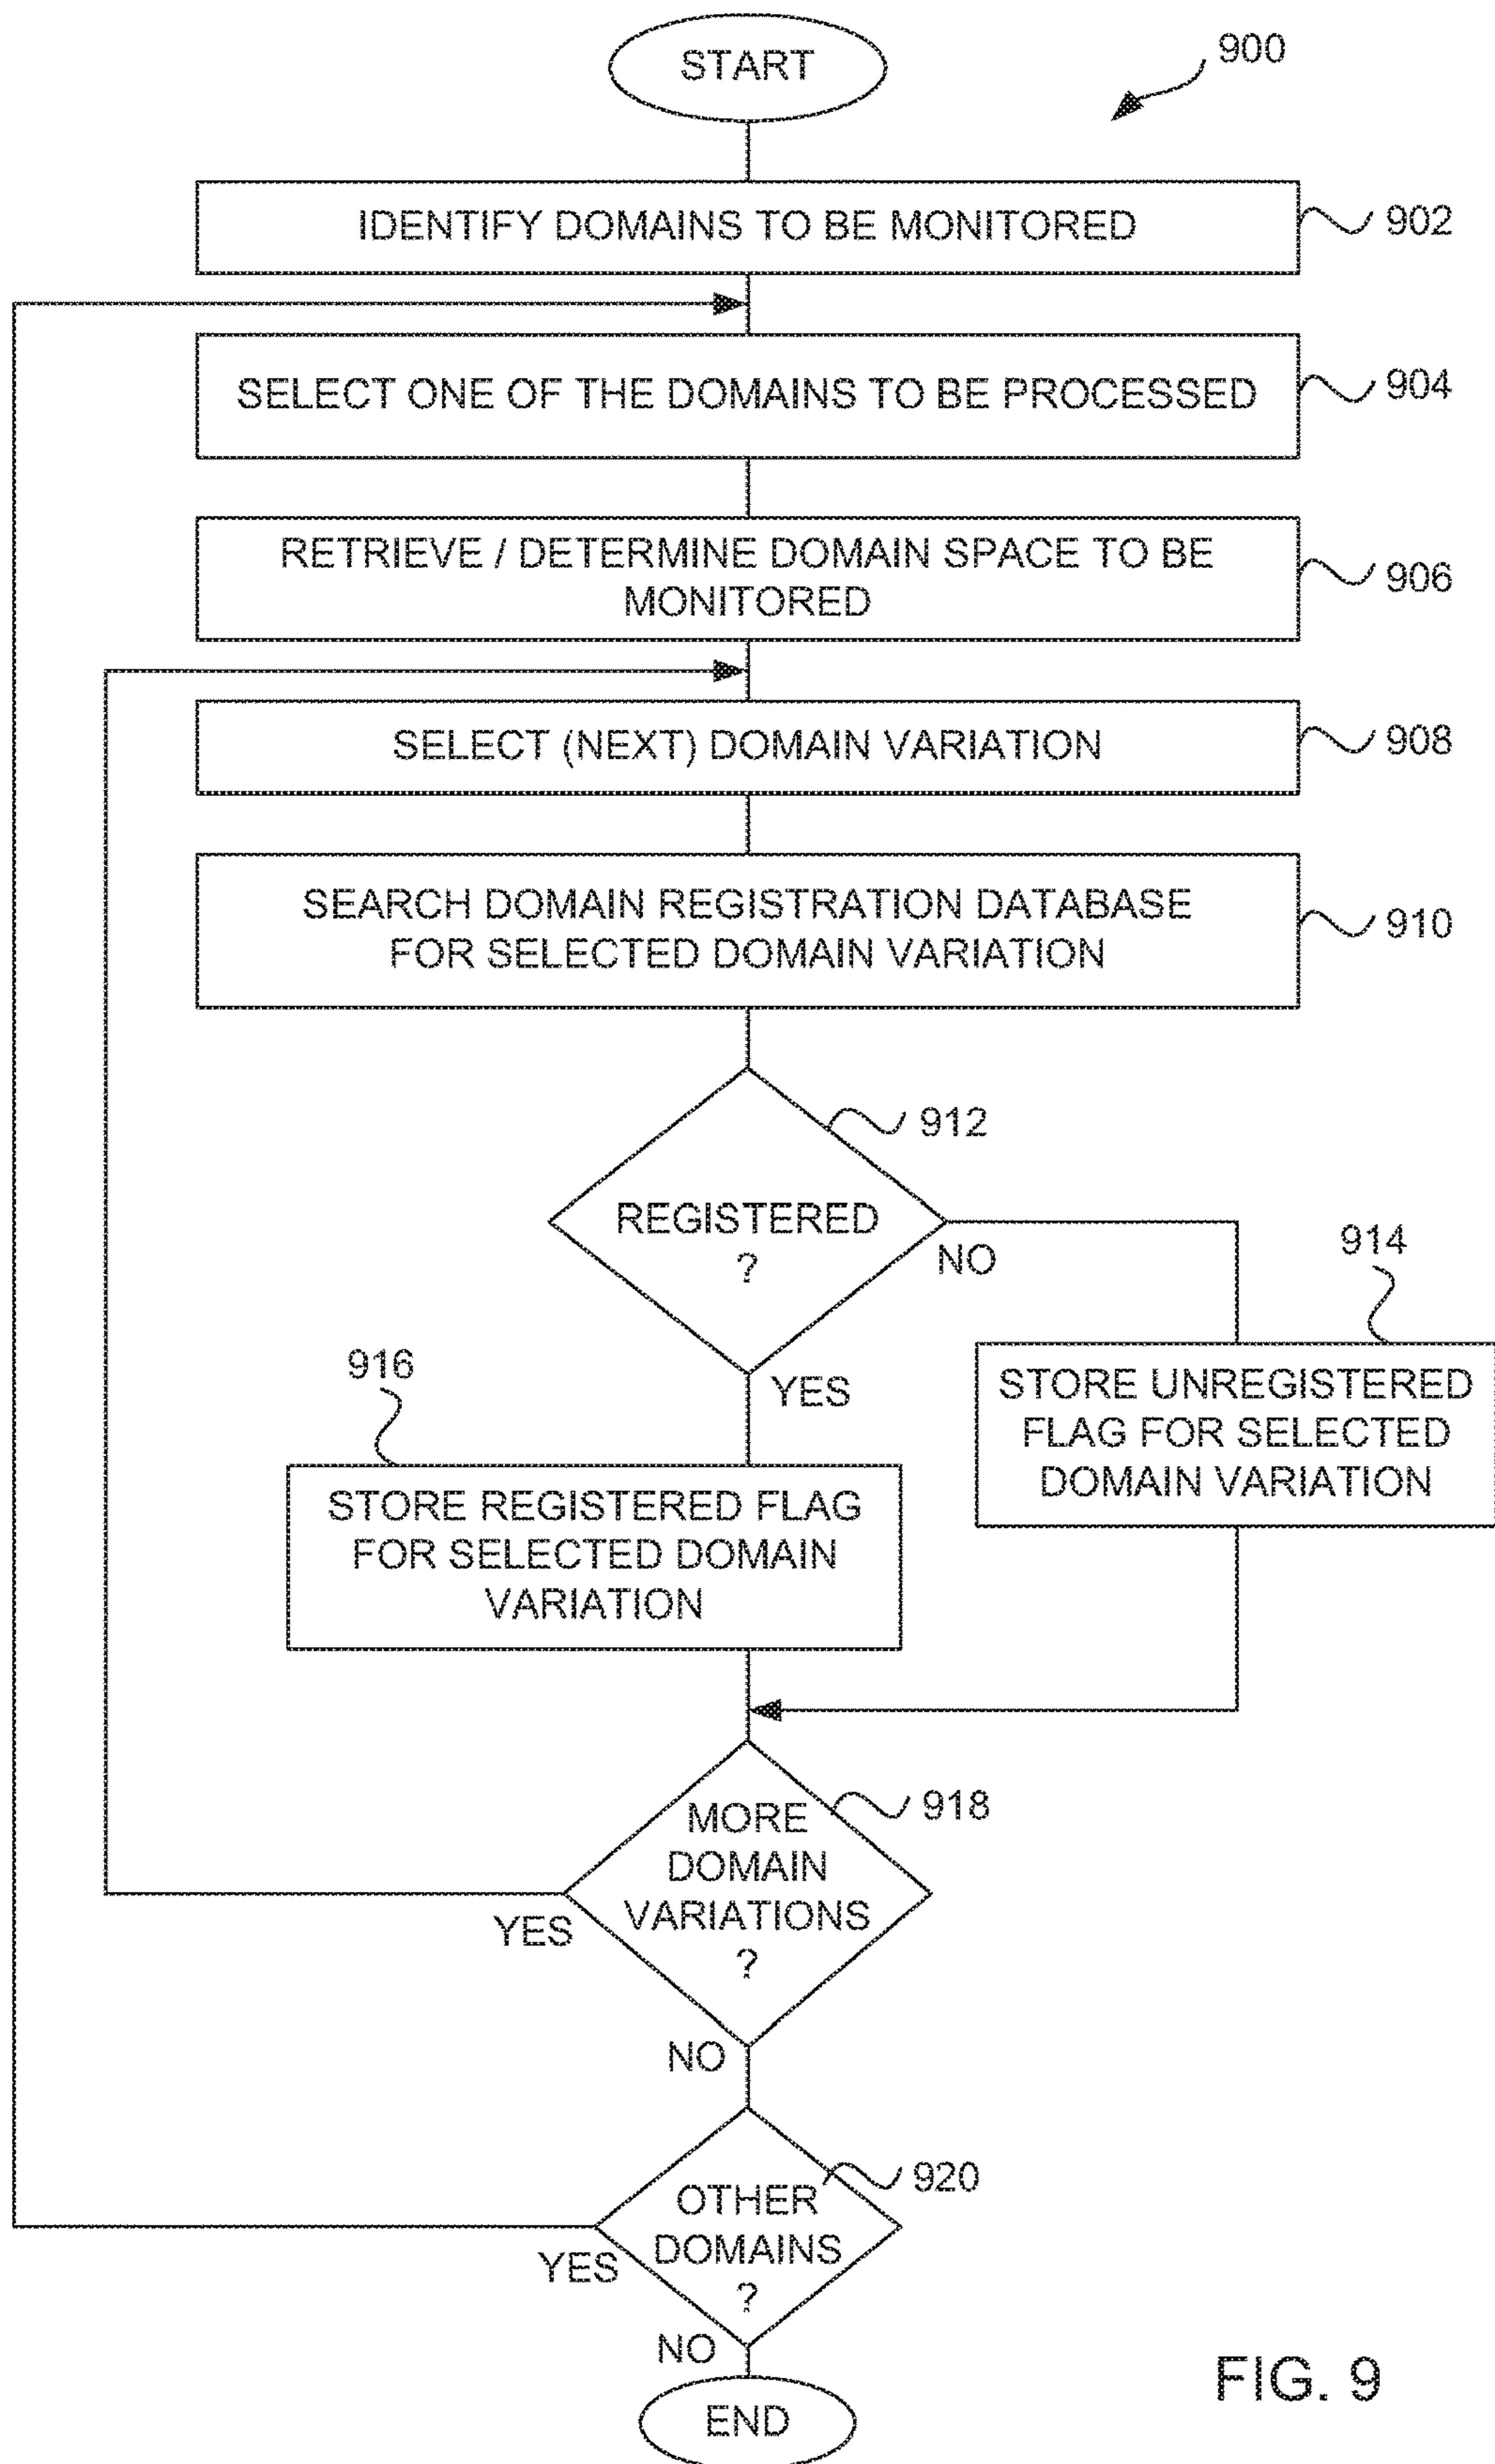 START
900
IDENTIFY DOMAINS TO BE MONITORED
902
SELECT ONE OF THE DOMAINS TO BE PROCESSED
904
RETRIEVE / DETERMINE DOMAIN SPACE TO BE
MONITORED
906
SELECT (NEXT) DOMAIN VARIATION
908
SEARCH DOMAIN REGISTRATION DATABASE
FOR SELECTED DOMAIN VARIATION
910
912
REGISTERED
?
NO
YES
914
STORE UNREGISTERED
FLAG FOR SELECTED
DOMAIN VARIATION
916
STORE REGISTERED FLAG
FOR SELECTED DOMAIN
VARIATION
918
MORE
DOMAIN
VARIATIONS
?
YES
NO
920
OTHER
DOMAINS
?
YES
NO
END
FIG. 9